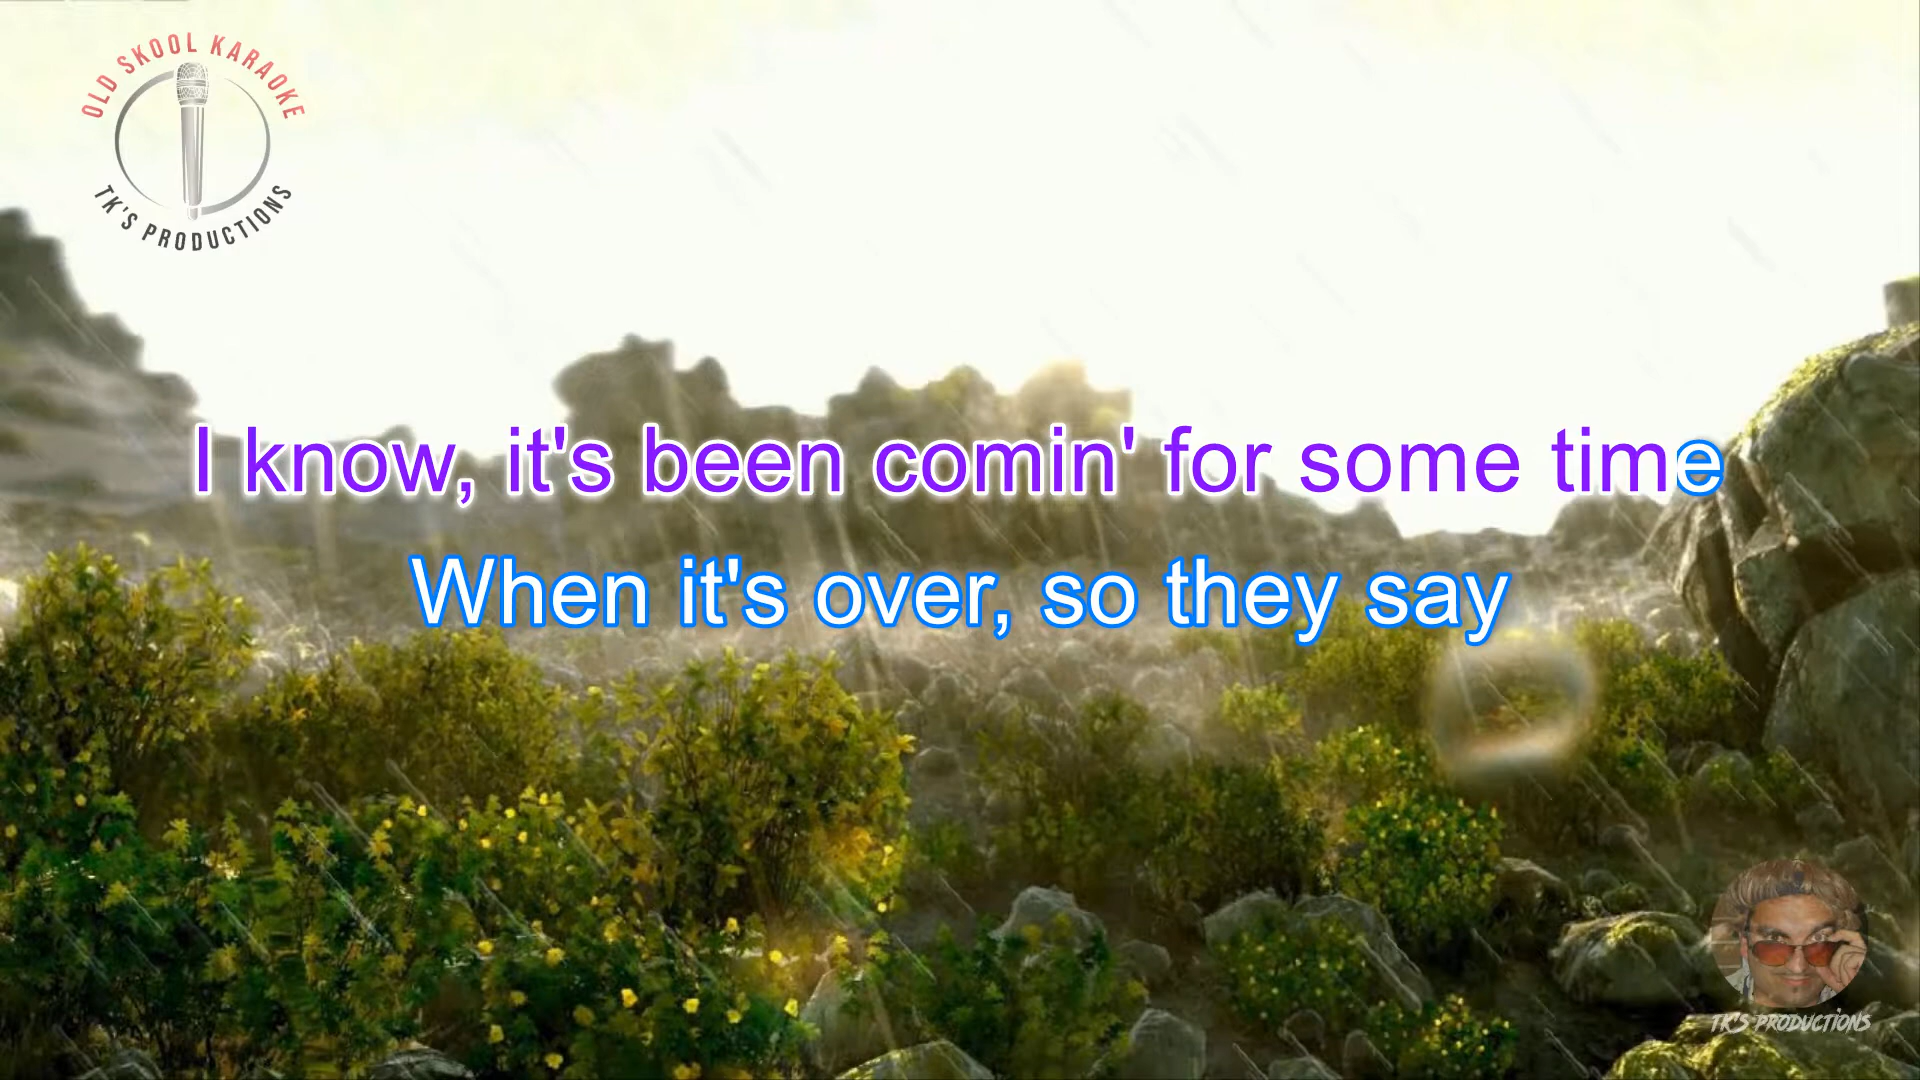 OLD SKOOL KARAOKE
TK'S PRODUCTIONS
I know, it's been comin' for some time
When it's over, so they say
TK'S PRODUCTIONS